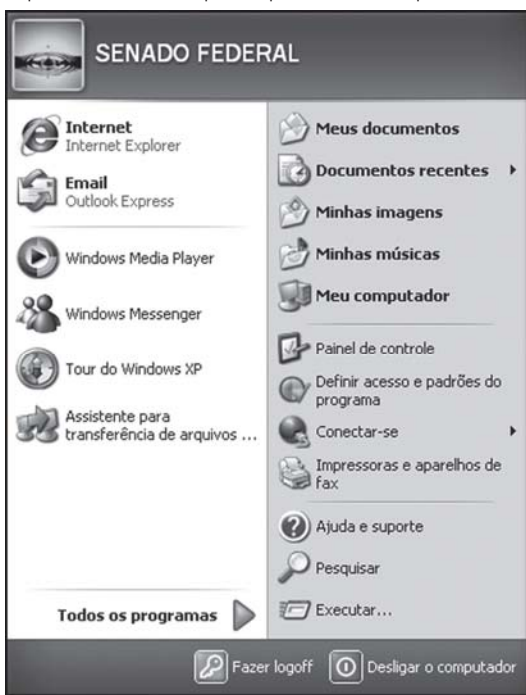 SENADO FEDERAL
Internet
Internet Explorer
Email
Outlook Express
Windows Media Player
Windows Messenger
Tour do Windows XP
Assistente para
transferência de arquivos ...
Todos os programas
Meus documentos
Documentos recentes
Minhas imagens
Minhas músicas
Meu computador
Painel de controle
Definir acesso e padrões do
programa
Conectar-se
Impressoras e aparelhos de
fax
Ajuda e suporte
Pesquisar
Executar...
Fazer logoff
Desligar o computador